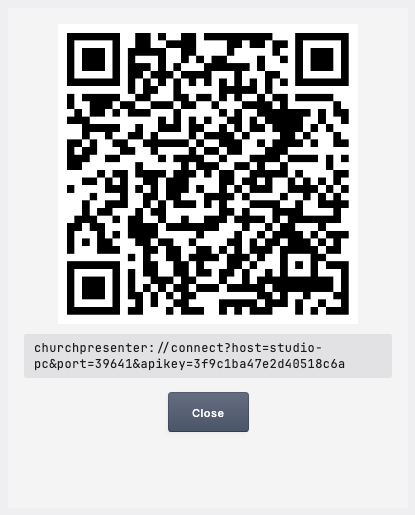 churchpresenter://connect?host=studio-
pc&port=39641&apikey=3f9c1ba47e2d40518c6a
Close